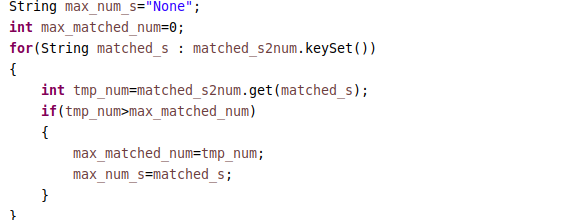 String max_num_s="None";
int max_matched_num=0;
for(String matched_s : matched_s2num.keySet())
{
    int tmp_num=matched_s2num.get(matched_s);
    if(tmp_num>max_matched_num)
    {
        max_matched_num=tmp_num;
        max_num_s=matched_s;
    }
}